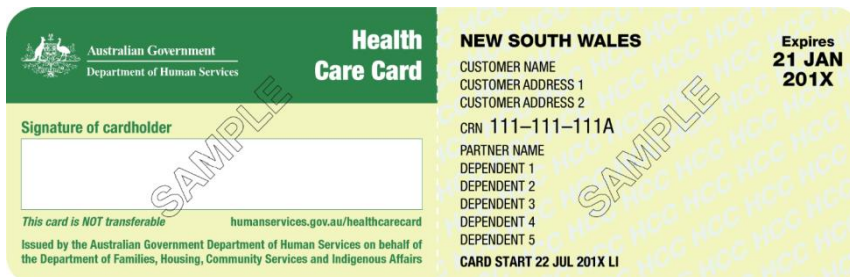 Australian Government
Department of Human Services
Health
Care Card
Signature of cardholder
SAMPLE
This card is NOT transferable
humanservices.gov.au/healthcarecard
Issued by the Australian Government Department of Human Services on behalf of
the Department of Families, Housing, Community Services and Indigenous Affairs
NEW SOUTH WALES
Expires
21 JAN
201X
CUSTOMER NAME
CUSTOMER ADDRESS 1
CUSTOMER ADDRESS 2
CRN 111–111–111A
PARTNER NAME
DEPENDENT 1
DEPENDENT 2
DEPENDENT 3
DEPENDENT 4
DEPENDENT 5
SAMPLE
CARD START 22 JUL 201X LI